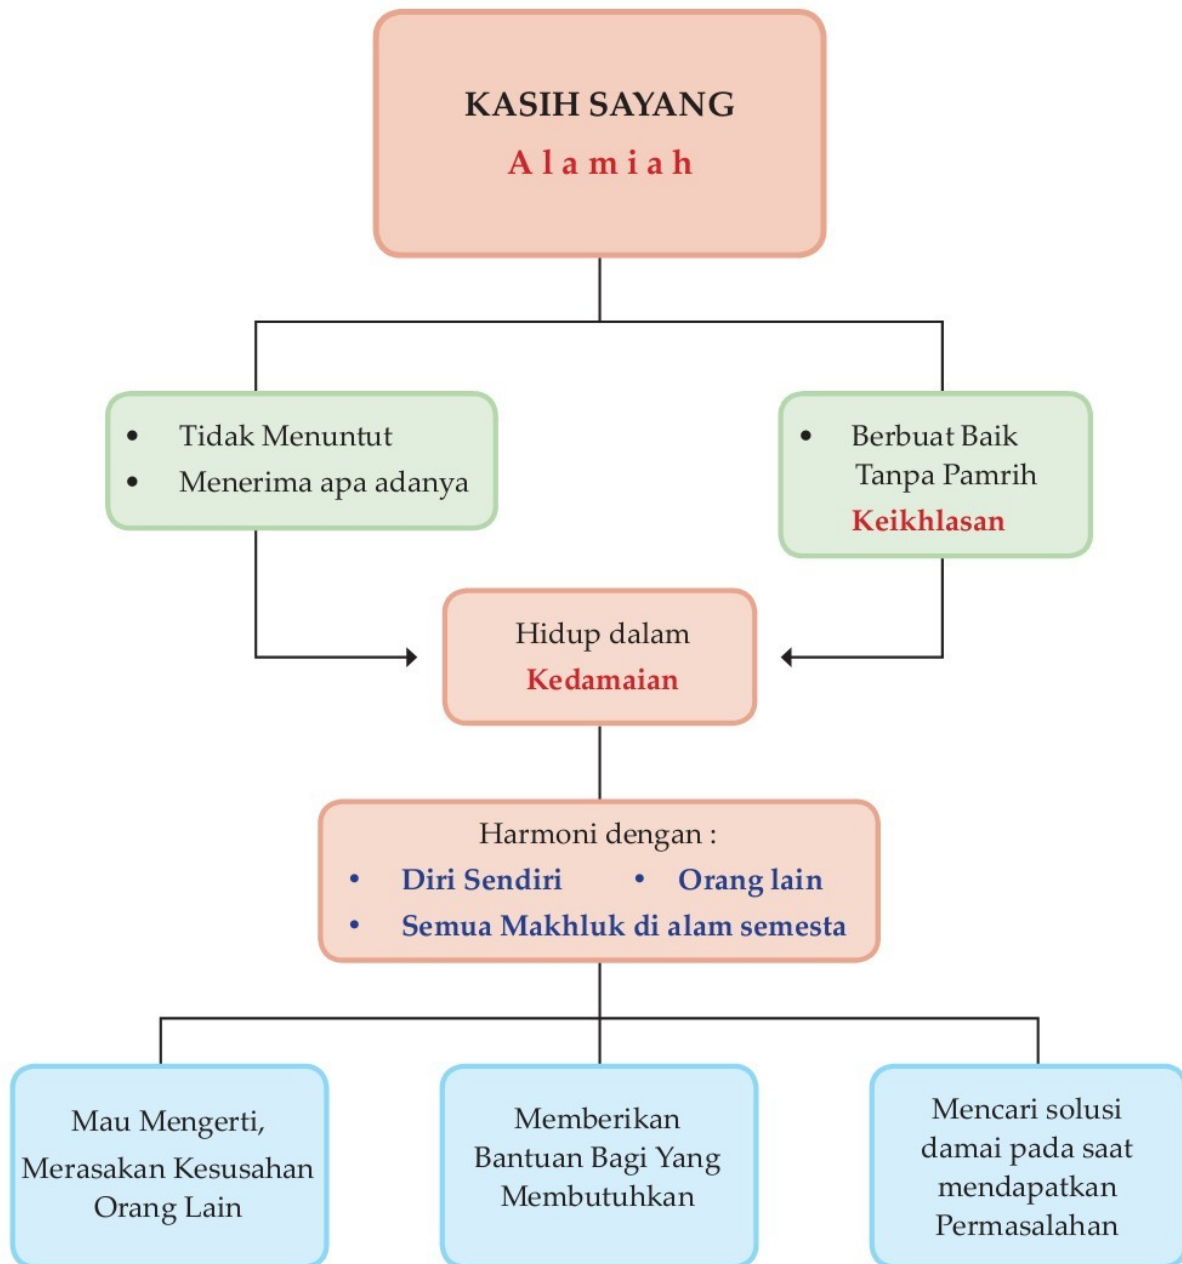 KASIH SAYANG
Alamiah
• Tidak Menuntut
• Menerima apa adanya
• Berbuat Baik
Tanpa Pamrih
Keikhlasan
Hidup dalam
Kedamaian
Harmoni dengan :
• Diri Sendiri • Orang lain
• Semua Makhluk di alam semesta
Mau Mengerti,
Merasakan Kesusahan
Orang Lain
Memberikan
Bantuan Bagi Yang
Membutuhkan
Mencari solusi
damai pada saat
mendapatkan
Permasalahan